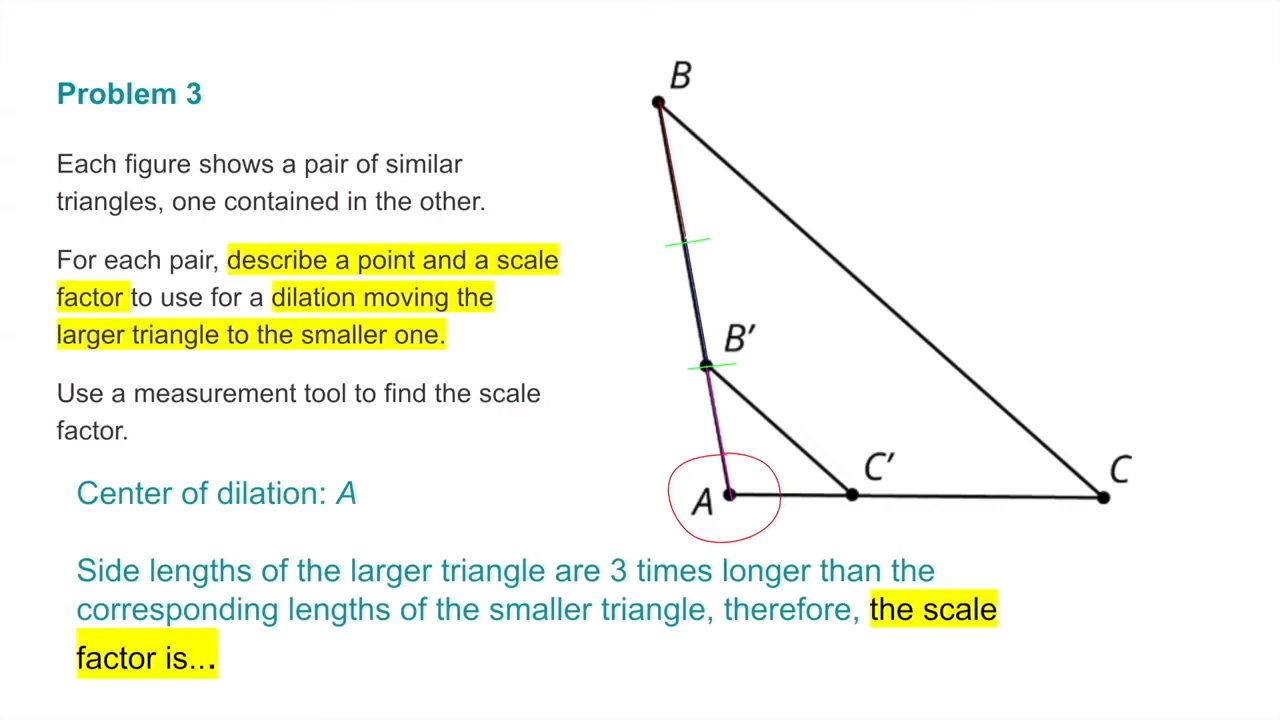 Problem 3
Each figure shows a pair of similar
triangles, one contained in the other.
For each pair, describe a point and a scale
factor to use for a dilation moving the
larger triangle to the smaller one.
Use a measurement tool to find the scale
factor.
Center of dilation: A
Side lengths of the larger triangle are 3 times longer than the
corresponding lengths of the smaller triangle, therefore, the scale
factor is...
B
B′
C′
C
A